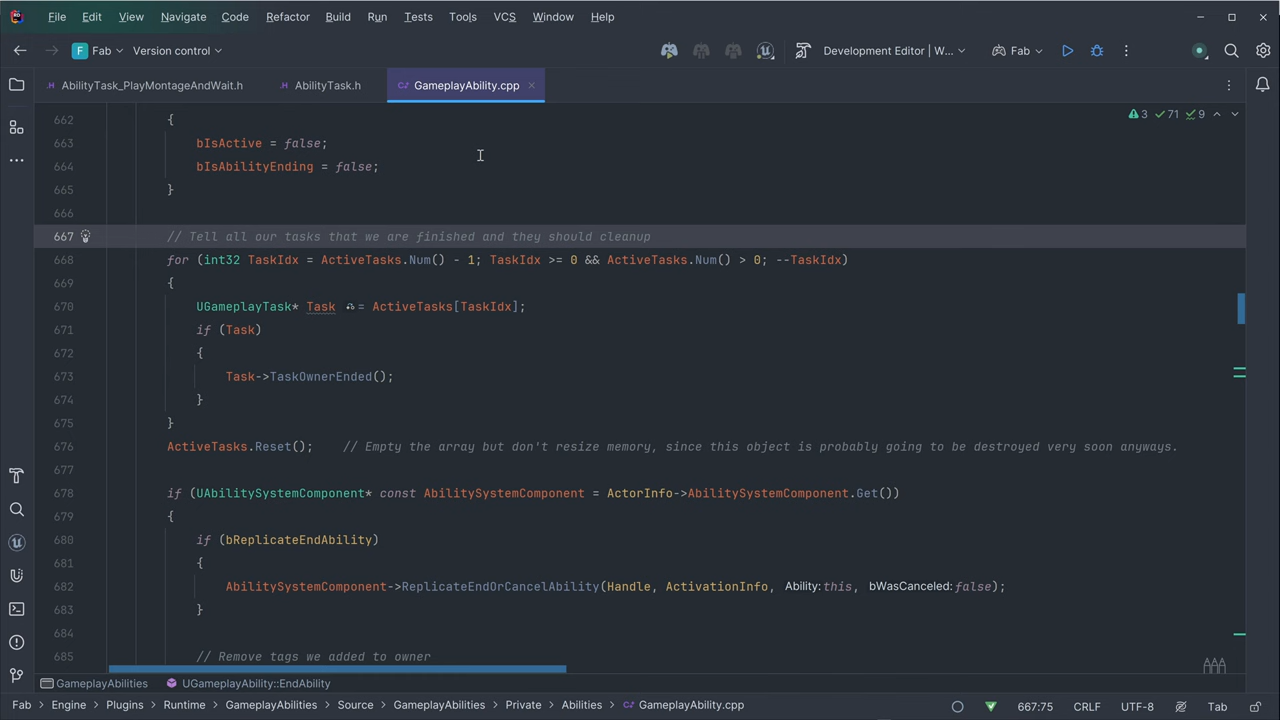 File Edit View Navigate Code Refactor Build Run Tests Tools VCS Window Help
F Fab Version control Development Editor | W... Fab
AbilityTask_PlayMontageAndWait.h AbilityTask.h GameplayAbility.cpp
3 71 9
662 {
663 bIsActive = false;
664 bIsAbilityEnding = false;
665 }
666
667 // Tell all our tasks that we are finished and they should cleanup
668 for (int32 TaskIdx = ActiveTasks.Num() - 1; TaskIdx >= 0 && ActiveTasks.Num() > 0; --TaskIdx)
669 {
670 UGameplayTask* Task = ActiveTasks[TaskIdx];
671 if (Task)
672 {
673 Task->TaskOwnerEnded();
674 }
675 }
676 ActiveTasks.Reset(); // Empty the array but don't resize memory, since this object is probably going to be destroyed very soon anyways.
677
678 if (UAbilitySystemComponent* const AbilitySystemComponent = ActorInfo->AbilitySystemComponent.Get())
679 {
680 if (bReplicateEndAbility)
681 {
682 AbilitySystemComponent->ReplicateEndOrCancelAbility(Handle, ActivationInfo, Ability: this, bWasCanceled: false);
683 }
684
685 // Remove tags we added to owner
GameplayAbilities UGameplayAbility::EndAbility
Fab > Engine > Plugins > Runtime > GameplayAbilities > Source > GameplayAbilities > Private > Abilities > GameplayAbility.cpp 667:75 CRLF UTF-8 Tab